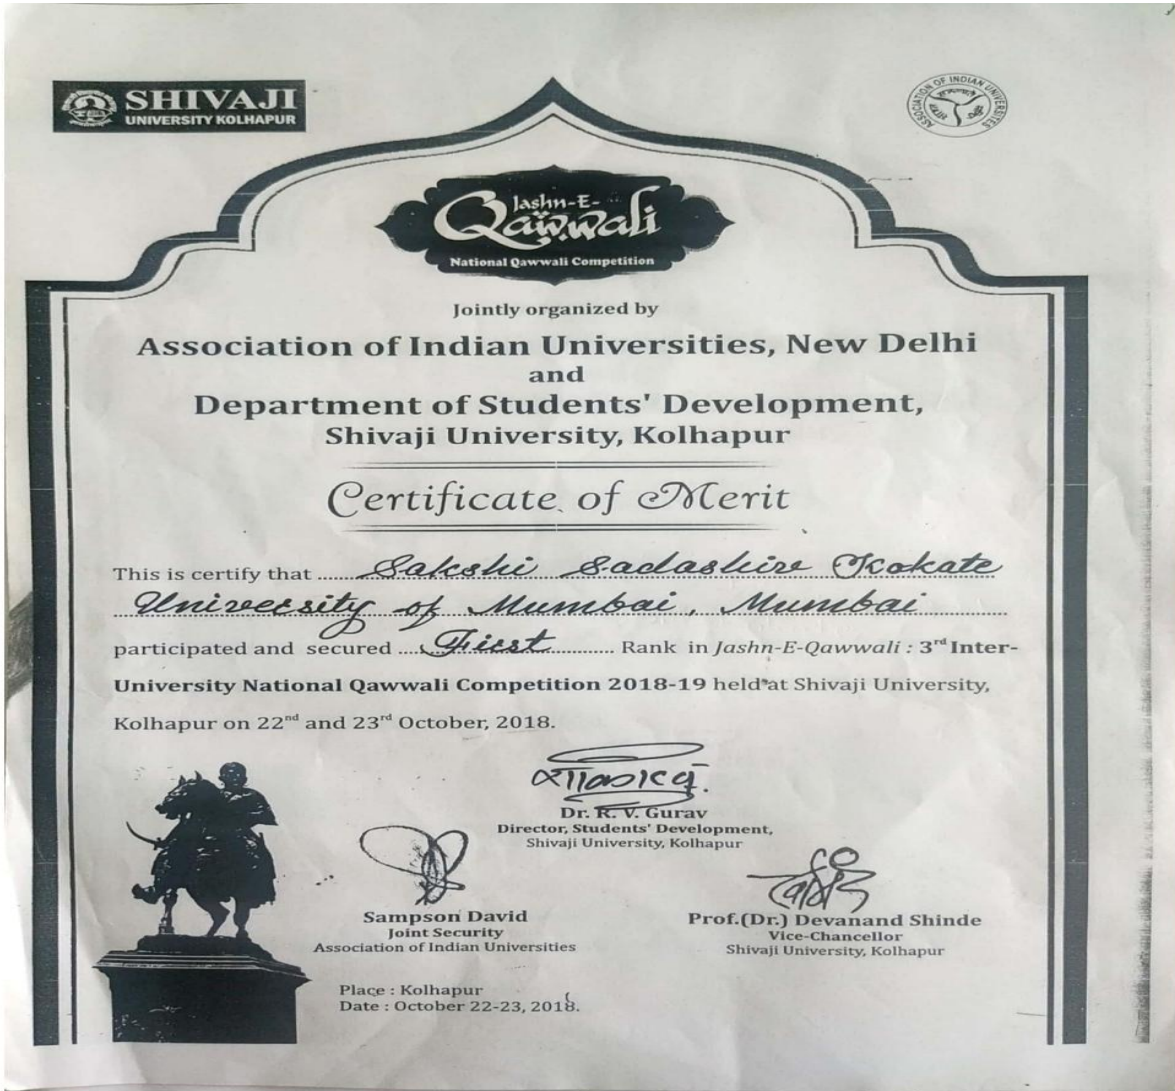 SHIVAJI
UNIVERSITY KOLHAPUR
ASSOCIATION OF INDIAN UNIVERSITIES
Jashn-E-
Qawwali
National Qawwali Competition
Jointly organized by
Association of Indian Universities, New Delhi
and
Department of Students' Development,
Shivaji University, Kolhapur
Certificate of Merit
This is certify that Sakshi Sadashive Kokate
University of Mumbai, Mumbai
participated and secured First Rank in Jashn-E-Qawwali : 3rd Inter-
University National Qawwali Competition 2018-19 held at Shivaji University,
Kolhapur on 22nd and 23rd October, 2018.
Dr. R. V. Gurav
Director, Students' Development,
Shivaji University, Kolhapur
Sampson David
Joint Security
Association of Indian Universities
Prof.(Dr.) Devanand Shinde
Vice-Chancellor
Shivaji University, Kolhapur
Place : Kolhapur
Date : October 22-23, 2018.